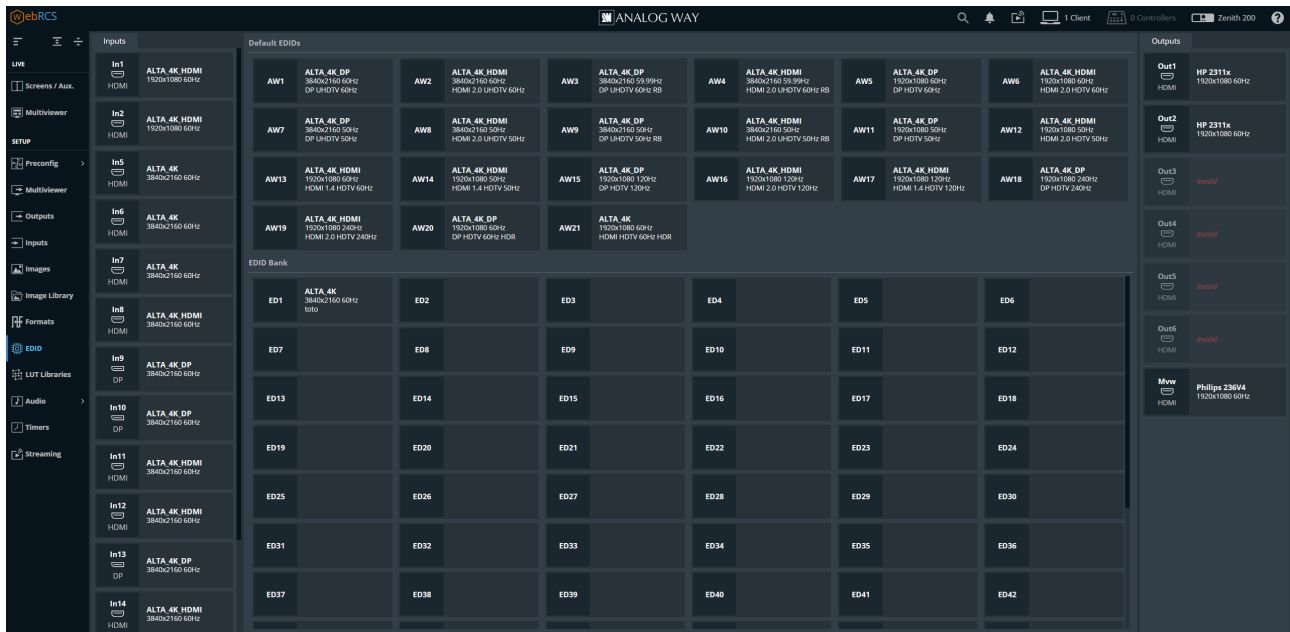 WebRCS
ANALOG WAY
1 Client
0 Controllers
Zenith 200
LIVE
Screens / Aux.
Multiviewer
SETUP
Preconfig
Multiviewer
Outputs
Inputs
Images
Image Library
Formats
EDID
LUT Libraries
Audio
Timers
Streaming
Inputs
In1
HDMI
ALTA_4K_HDMI
1920x1080 60Hz
In2
HDMI
ALTA_4K_HDMI
1920x1080 60Hz
In5
HDMI
ALTA_4K
3840x2160 60Hz
In6
HDMI
ALTA_4K
3840x2160 60Hz
In7
HDMI
ALTA_4K
3840x2160 60Hz
In8
HDMI
ALTA_4K_HDMI
3840x2160 60Hz
In9
DP
ALTA_4K_DP
3840x2160 60Hz
In10
DP
ALTA_4K_DP
3840x2160 60Hz
In11
HDMI
ALTA_4K_HDMI
3840x2160 60Hz
In12
HDMI
ALTA_4K_HDMI
3840x2160 60Hz
In13
DP
ALTA_4K_DP
3840x2160 60Hz
In14
HDMI
ALTA_4K_HDMI
3840x2160 60Hz
Default EDIDs
AW1
ALTA_4K_DP
3840x2160 60Hz
DP UHDTV 60Hz
AW2
ALTA_4K_HDMI
3840x2160 60Hz
HDMI 2.0 UHDTV 60Hz
AW3
ALTA_4K_DP
3840x2160 59.99Hz
DP UHDTV 60Hz RB
AW4
ALTA_4K_HDMI
3840x2160 59.99Hz
HDMI 2.0 UHDTV 60Hz RB
AW5
ALTA_4K_DP
1920x1080 60Hz
DP HDTV 60Hz
AW6
ALTA_4K_HDMI
1920x1080 60Hz
HDMI 2.0 HDTV 60Hz
AW7
ALTA_4K_DP
3840x2160 50Hz
DP UHDTV 50Hz
AW8
ALTA_4K_HDMI
3840x2160 50Hz
HDMI 2.0 UHDTV 50Hz
AW9
ALTA_4K_DP
3840x2160 50Hz
DP UHDTV 50Hz RB
AW10
ALTA_4K_HDMI
3840x2160 50Hz
HDMI 2.0 UHDTV 50Hz RB
AW11
ALTA_4K_DP
1920x1080 50Hz
DP HDTV 50Hz
AW12
ALTA_4K_HDMI
1920x1080 50Hz
HDMI 2.0 HDTV 50Hz
AW13
ALTA_4K_HDMI
1920x1080 60Hz
HDMI 1.4 HDTV 60Hz
AW14
ALTA_4K_HDMI
1920x1080 50Hz
HDMI 1.4 HDTV 50Hz
AW15
ALTA_4K_DP
1920x1080 120Hz
DP HDTV 120Hz
AW16
ALTA_4K_HDMI
1920x1080 120Hz
HDMI 2.0 HDTV 120Hz
AW17
ALTA_4K_HDMI
1920x1080 120Hz
HDMI 1.4 HDTV 120Hz
AW18
ALTA_4K_DP
1920x1080 240Hz
DP HDTV 240Hz
AW19
ALTA_4K_HDMI
1920x1080 240Hz
HDMI 2.0 HDTV 240Hz
AW20
ALTA_4K_DP
1920x1080 60Hz
DP HDTV 60Hz HDR
AW21
ALTA_4K
1920x1080 60Hz
HDMI HDTV 60Hz HDR
EDID Bank
ED1
ALTA_4K
3840x2160 60Hz
toto
ED2
ED3
ED4
ED5
ED6
ED7
ED8
ED9
ED10
ED11
ED12
ED13
ED14
ED15
ED16
ED17
ED18
ED19
ED20
ED21
ED22
ED23
ED24
ED25
ED26
ED27
ED28
ED29
ED30
ED31
ED32
ED33
ED34
ED35
ED36
ED37
ED38
ED39
ED40
ED41
ED42
Outputs
Out1
HDMI
HP 2311x
1920x1080 60Hz
Out2
HDMI
HP 2311x
1920x1080 60Hz
Out3
HDMI
Invalid
Out4
HDMI
Invalid
Out5
HDMI
Invalid
Out6
HDMI
Invalid
Mvw
HDMI
Philips 236V4
1920x1080 60Hz